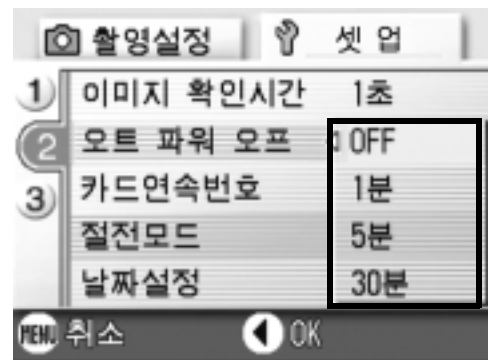 촬영설정 셋 업
1 이미지 확인시간 1초
2 오트 파워 오프 OFF
3 카드연속번호 1분
절전모드 5분
날짜설정 30분
MENU 취소 OK